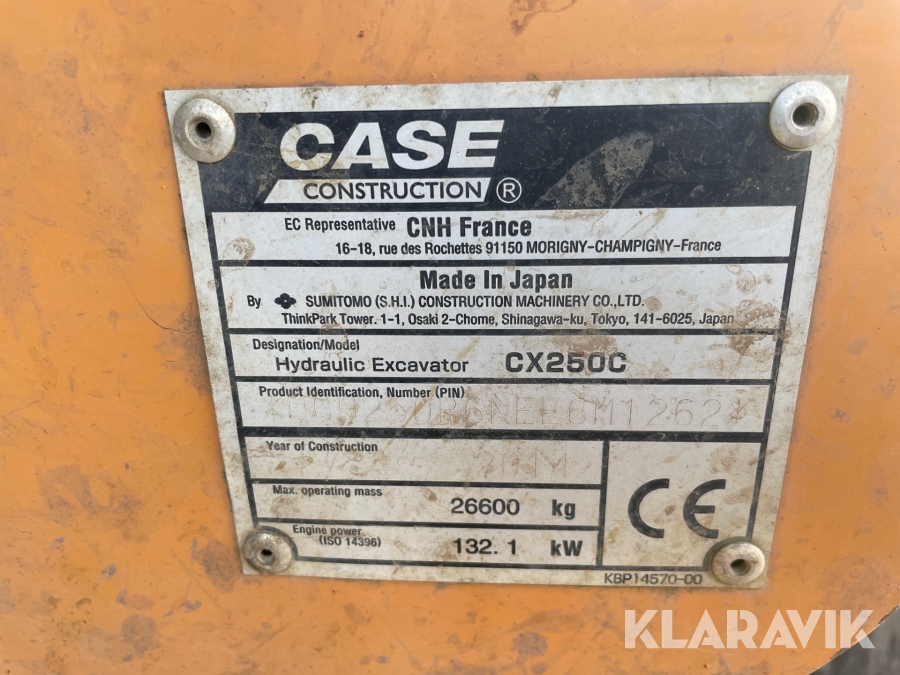 CASE
CONSTRUCTION ®
EC Representative CNH France
16-18, rue des Rochettes 91150 MORIGNY-CHAMPIGNY-France
Made In Japan
By SUMITOMO (S.H.I.) CONSTRUCTION MACHINERY CO.,LTD.
ThinkPark Tower. 1-1, Osaki 2-Chome, Shinagawa-ku, Tokyo, 141-6025, Japan
Designation/Model
Hydraulic Excavator CX250C
Product Identification, Number (PIN)
Year of Construction
Max. operating mass
26600 kg
Engine power
(ISO 14396)
132.1 kW
CE
KBP14570-00
KLARAVIK